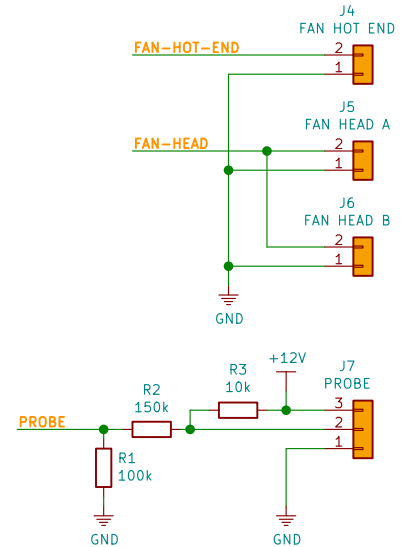 J4
FAN HOT END
FAN-HOT-END
2
1
J5
FAN HEAD A
FAN-HEAD
2
1
J6
FAN HEAD B
2
1
GND
+12V
J7
PROBE
R3
10k
R2
150k
3
PROBE
2
1
R1
100k
GND
GND